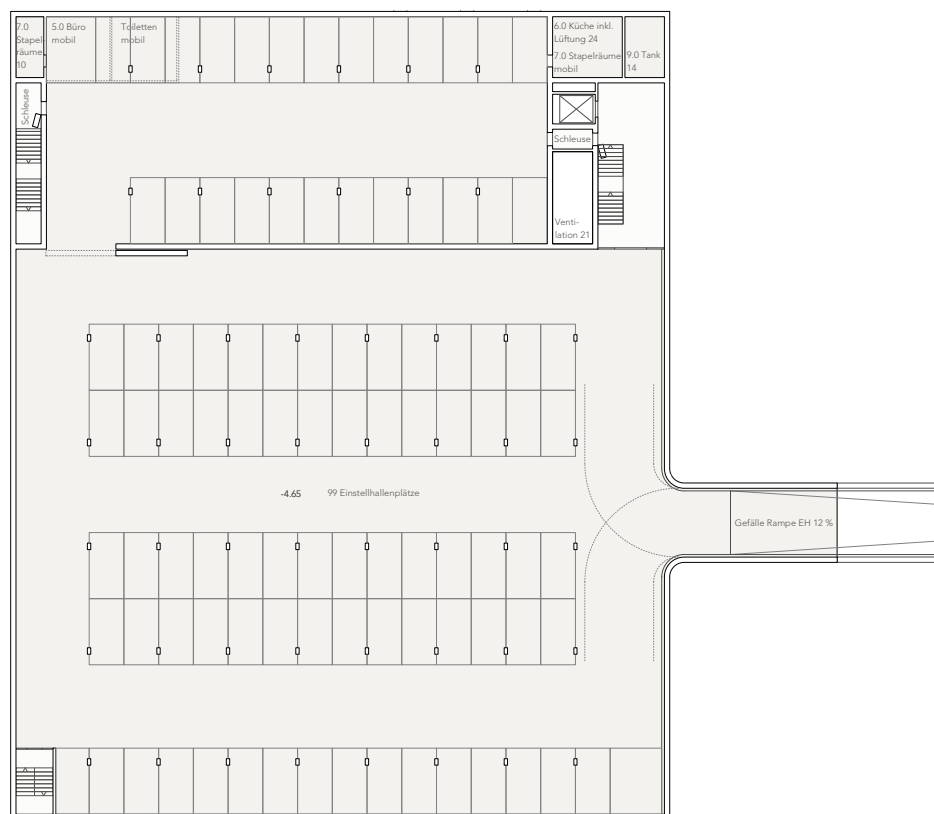 7.0
Stapel-
räume
10
5.0 Büro
mobil
Toiletten
mobil
6.0 Küche inkl.
Lüftung 24
7.0 Stapelräume
mobil
9.0 Tank
14
Schleuse
Schleuse
Venti-
lation 21
-4.65
99 Einstellhallenplätze
Gefälle Rampe EH 12 %